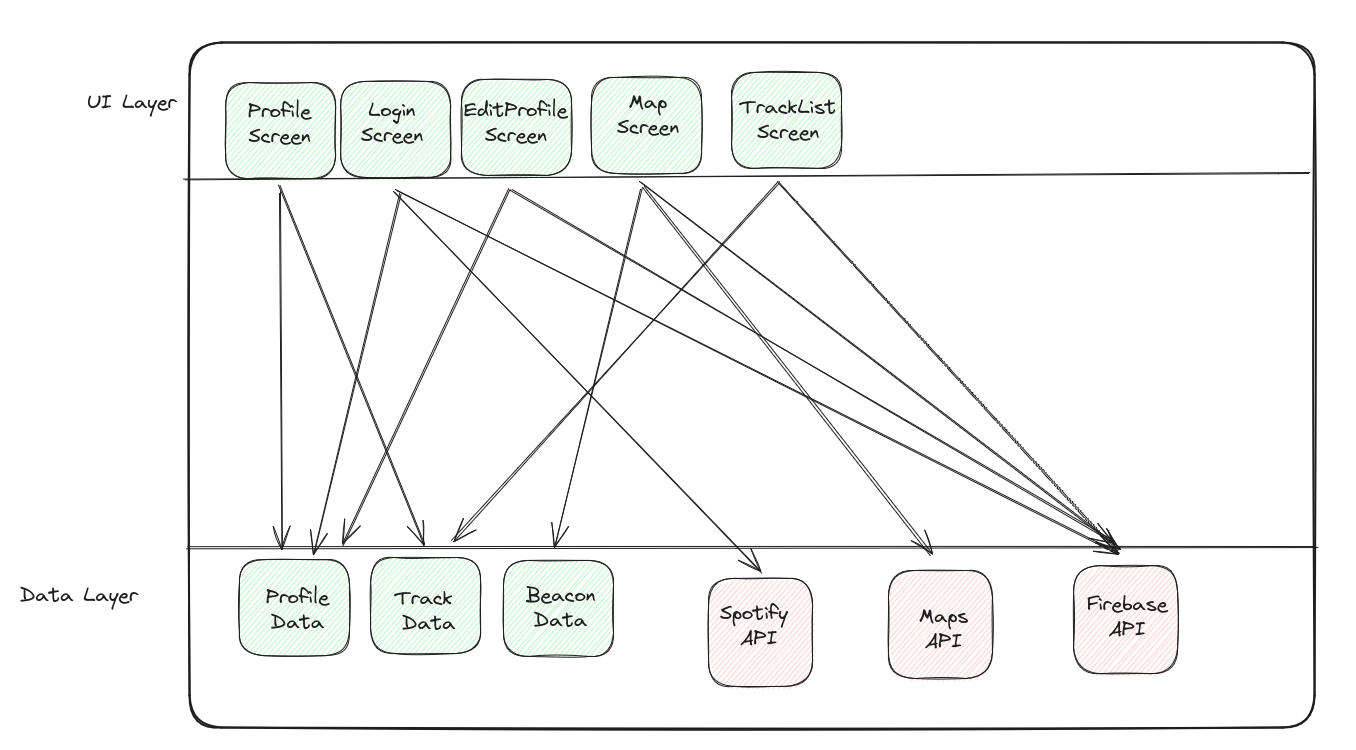 UI Layer
Profile
Screen
Login
Screen
EditProfile
Screen
Map
Screen
TrackList
Screen
Data Layer
Profile
Data
Track
Data
Beacon
Data
Spotify
API
Maps
API
Firebase
API